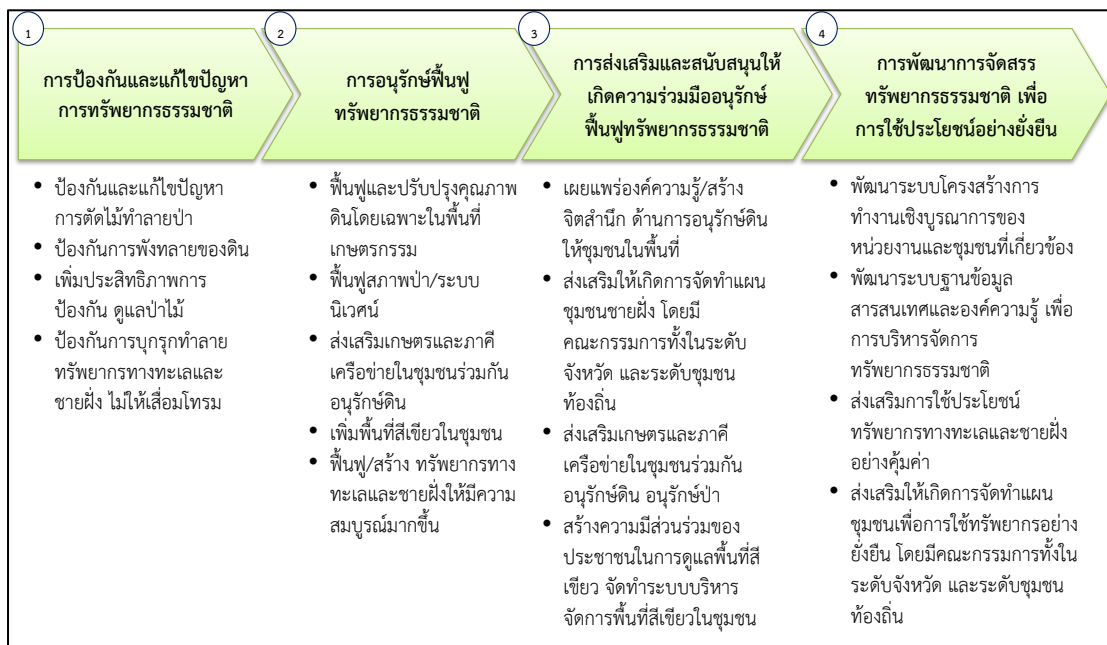 1
การป้องกันและแก้ไขปัญหา
การทรัพยากรธรรมชาติ
ป้องกันและแก้ไขปัญหา
การตัดไม้ทำลายป่า
ป้องกันการพังทลายของดิน
เพิ่มประสิทธิภาพการ
ป้องกัน ดูแลป่าไม้
ป้องกันการบุกรุกทำลาย
ทรัพยากรทางทะเลและ
ชายฝั่ง ไม่ให้เสื่อมโทรม
2
การอนุรักษ์ฟื้นฟู
ทรัพยากรธรรมชาติ
ฟื้นฟูและปรับปรุงคุณภาพ
ดินโดยเฉพาะในพื้นที่
เกษตรกรรม
ฟื้นฟูสภาพป่า/ระบบ
นิเวศน์
ส่งเสริมเกษตรและภาคี
เครือข่ายในชุมชนร่วมกัน
อนุรักษ์ดิน
เพิ่มพื้นที่สีเขียวในชุมชน
ฟื้นฟู/สร้าง ทรัพยากรทาง
ทะเลและชายฝั่งให้มีความ
สมบูรณ์มากขึ้น
3
การส่งเสริมและสนับสนุนให้
เกิดความร่วมมืออนุรักษ์
ฟื้นฟูทรัพยากรธรรมชาติ
เผยแพร่องค์ความรู้/สร้าง
จิตสำนึก ด้านการอนุรักษ์ดิน
ให้ชุมชนในพื้นที่
ส่งเสริมให้เกิดการจัดทำแผน
ชุมชนชายฝั่ง โดยมี
คณะกรรมการทั้งในระดับ
จังหวัด และระดับชุมชน
ท้องถิ่น
ส่งเสริมเกษตรและภาคี
เครือข่ายในชุมชนร่วมกัน
อนุรักษ์ดิน อนุรักษ์ป่า
สร้างความมีส่วนร่วมของ
ประชาชนในการดูแลพื้นที่สี
เขียว จัดทำระบบบริหาร
จัดการพื้นที่สีเขียวในชุมชน
4
การพัฒนาการจัดสรร
ทรัพยากรธรรมชาติ เพื่อ
การใช้ประโยชน์อย่างยั่งยืน
พัฒนาระบบโครงสร้างการ
ทำงานเชิงบูรณาการของ
หน่วยงานและชุมชนที่เกี่ยวข้อง
พัฒนาระบบฐานข้อมูล
สารสนเทศและองค์ความรู้ เพื่อ
การบริหารจัดการ
ทรัพยากรธรรมชาติ
ส่งเสริมการใช้ประโยชน์
ทรัพยากรทางทะเลและชายฝั่ง
อย่างคุ้มค่า
ส่งเสริมให้เกิดการจัดทำแผน
ชุมชนเพื่อการใช้ทรัพยากรอย่าง
ยั่งยืน โดยมีคณะกรรมการทั้งใน
ระดับจังหวัด และระดับชุมชน
ท้องถิ่น